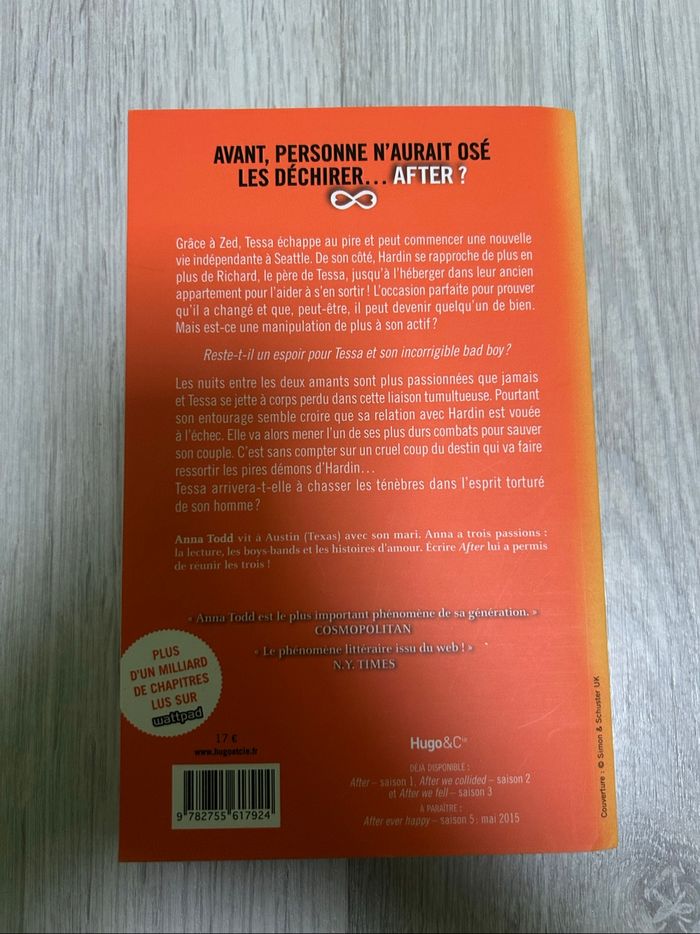 AVANT, PERSONNE N'AURAIT OSÉ
LES DÉCHIRER... AFTER ?
Grâce à Zed, Tessa échappe au pire et peut commencer une nouvelle
vie indépendante à Seattle. De son côté, Hardin se rapproche de plus en
plus de Richard, le père de Tessa, jusqu'à l'héberger dans leur ancien
appartement pour l'aider à s'en sortir ! L'occasion parfaite pour prouver
qu'il a changé et que, peut-être, il peut devenir quelqu'un de bien.
Mais est-ce une manipulation de plus à son actif ?
Reste-t-il un espoir pour Tessa et son incorrigible bad boy ?
Les nuits entre les deux amants sont plus passionnées que jamais
et Tessa se jette à corps perdu dans cette liaison tumultueuse. Pourtant
son entourage semble croire que sa relation avec Hardin est vouée
à l'échec. Elle va alors mener l'un de ses plus durs combats pour sauver
son couple. C'est sans compter sur un cruel coup du destin qui va faire
ressortir les pires démons d'Hardin...
Tessa arrivera-t-elle à chasser les ténèbres dans l'esprit torturé
de son homme ?
Anna Todd vit à Austin (Texas) avec son mari. Anna a trois passions :
la lecture, les boys-bands et les histoires d'amour. Écrire After lui a permis
de réunir les trois !
« Anna Todd est le plus important phénomène de sa génération. »
COSMOPOLITAN
« Le phénomène littéraire issu du web ! »
N.Y. TIMES
PLUS
D'UN MILLIARD
DE CHAPITRES
LUS SUR
wattpad
17 €
www.hugoetcie.fr
9 782755 617924
Hugo&Cie
DÉJÀ DISPONIBLE :
After – saison 1, After we collided – saison 2
et After we fell – saison 3
À PARAÎTRE :
After ever happy – saison 5 : mai 2015
Couverture : © Simon & Schuster UK